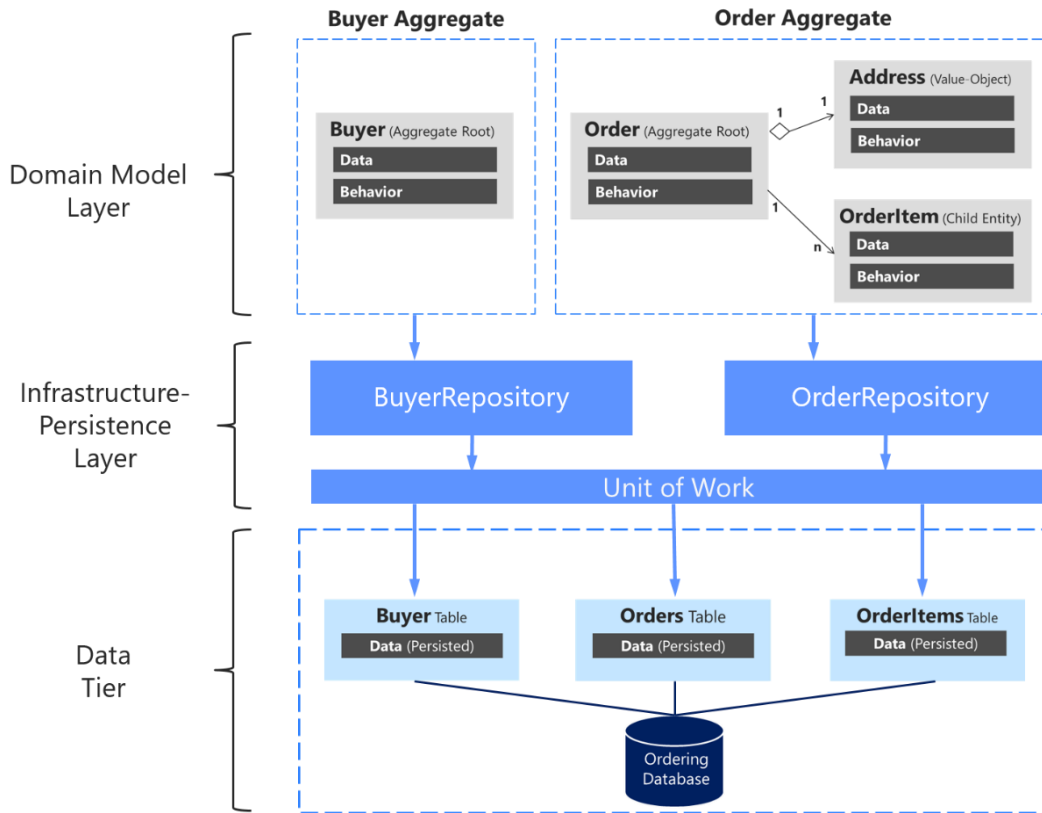 Buyer Aggregate
Order Aggregate
Domain Model
Layer
Buyer (Aggregate Root)
Data
Behavior
Order (Aggregate Root)
Data
Behavior
1
1
1
n
Address (Value-Object)
Data
Behavior
OrderItem (Child Entity)
Data
Behavior
Infrastructure-
Persistence
Layer
BuyerRepository
OrderRepository
Unit of Work
Data
Tier
Buyer Table
Data (Persisted)
Orders Table
Data (Persisted)
OrderItems Table
Data (Persisted)
Ordering
Database